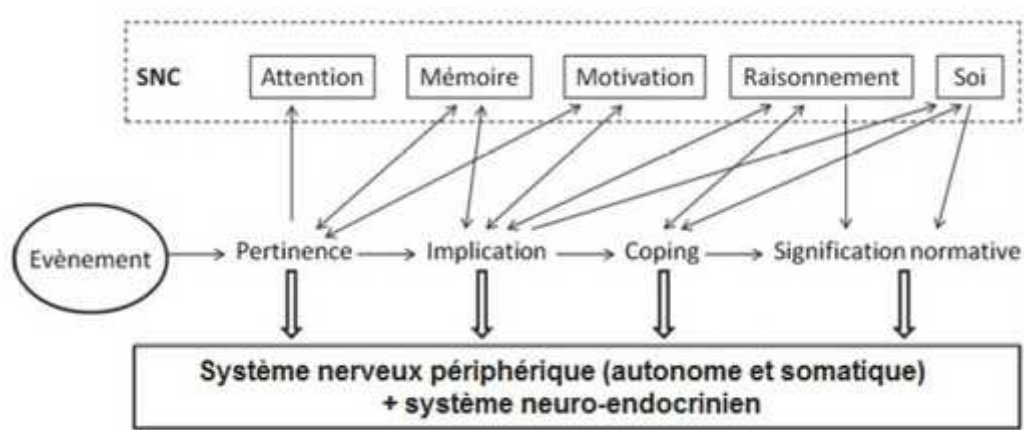 SNC Attention Mémoire Motivation Raisonnement Soi
Evènement Pertinence Implication Coping Signification normative
Système nerveux périphérique (autonome et somatique)
+ système neuro-endocrinien